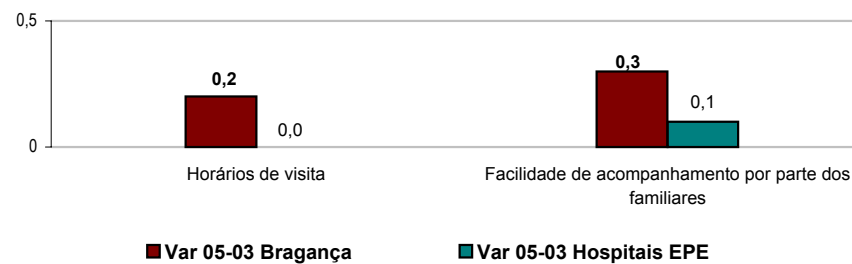 0,5
0
0,2
0,0
0,3
0,1
Horários de visita
Facilidade de acompanhamento por parte dos
familiares
Var 05-03 Bragança
Var 05-03 Hospitais EPE